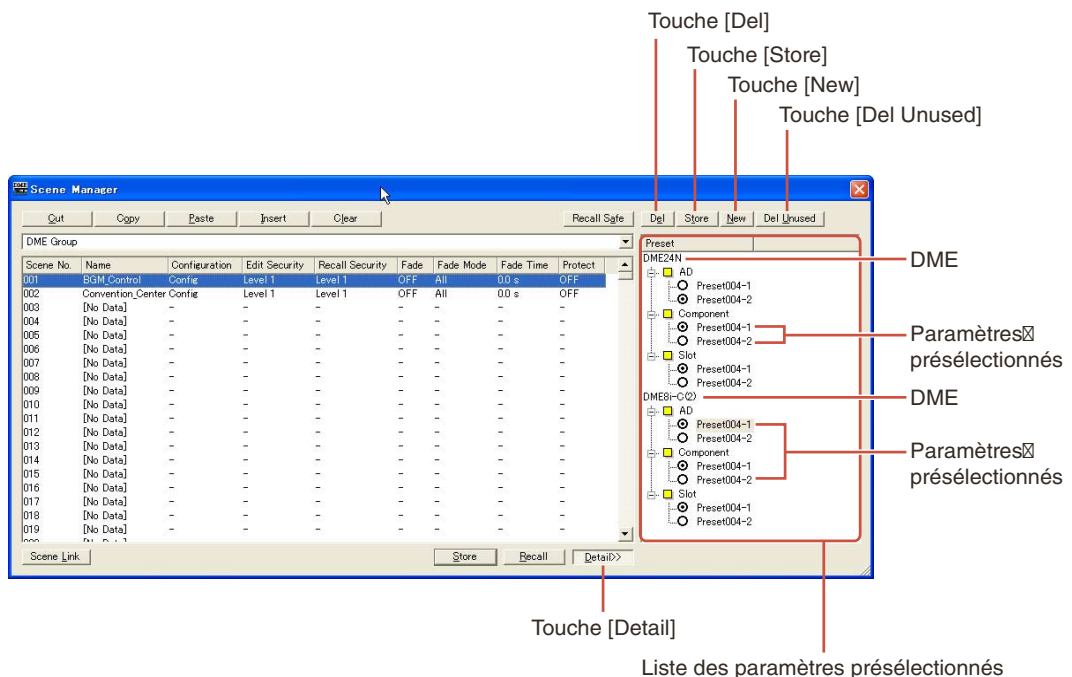 Touche [Del]
Touche [Store]
Touche [New]
Touche [Del Unused]
Scene Manager
Cut Copy Paste Insert Clear Recall Safe Del Store New Del Unused
DME Group
Preset
Scene No. Name Configuration Edit Security Recall Security Fade Fade Mode Fade Time Protect
001 BGM_Control Config Level 1 Level 1 OFF All 0.0 s OFF
002 Convention_Center Config Level 1 Level 1 OFF All 0.0 s OFF
003 [No Data] - - - - - - -
004 [No Data] - - - - - - -
005 [No Data] - - - - - - -
006 [No Data] - - - - - - -
007 [No Data] - - - - - - -
008 [No Data] - - - - - - -
009 [No Data] - - - - - - -
010 [No Data] - - - - - - -
011 [No Data] - - - - - - -
012 [No Data] - - - - - - -
013 [No Data] - - - - - - -
014 [No Data] - - - - - - -
015 [No Data] - - - - - - -
016 [No Data] - - - - - - -
017 [No Data] - - - - - - -
018 [No Data] - - - - - - -
019 [No Data] - - - - - - -
DME24N
AD
Preset004-1
Preset004-2
Component
Preset004-1
Preset004-2
Slot
Preset004-1
Preset004-2
DME8i-C(2)
AD
Preset004-1
Preset004-2
Component
Preset004-1
Preset004-2
Slot
Preset004-1
Preset004-2
DME
Paramètres
présélectionnés
DME
Paramètres
présélectionnés
Scene Link Store Recall Detail>>
Touche [Detail]
Liste des paramètres présélectionnés